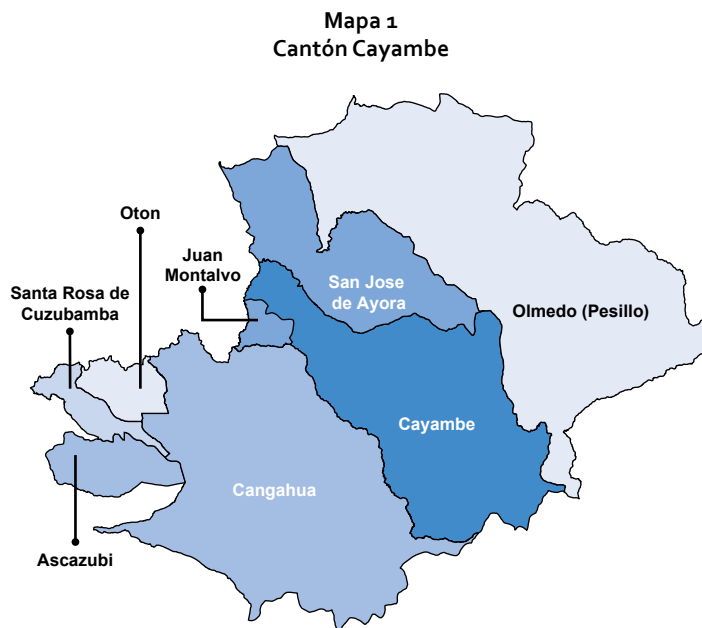 Mapa 1
Cantón Cayambe
Oton
Juan
Montalvo
San Jose
de Ayora
Santa Rosa de
Cuzubamba
Olmedo (Pesillo)
Cayambe
Cangahua
Ascazubi